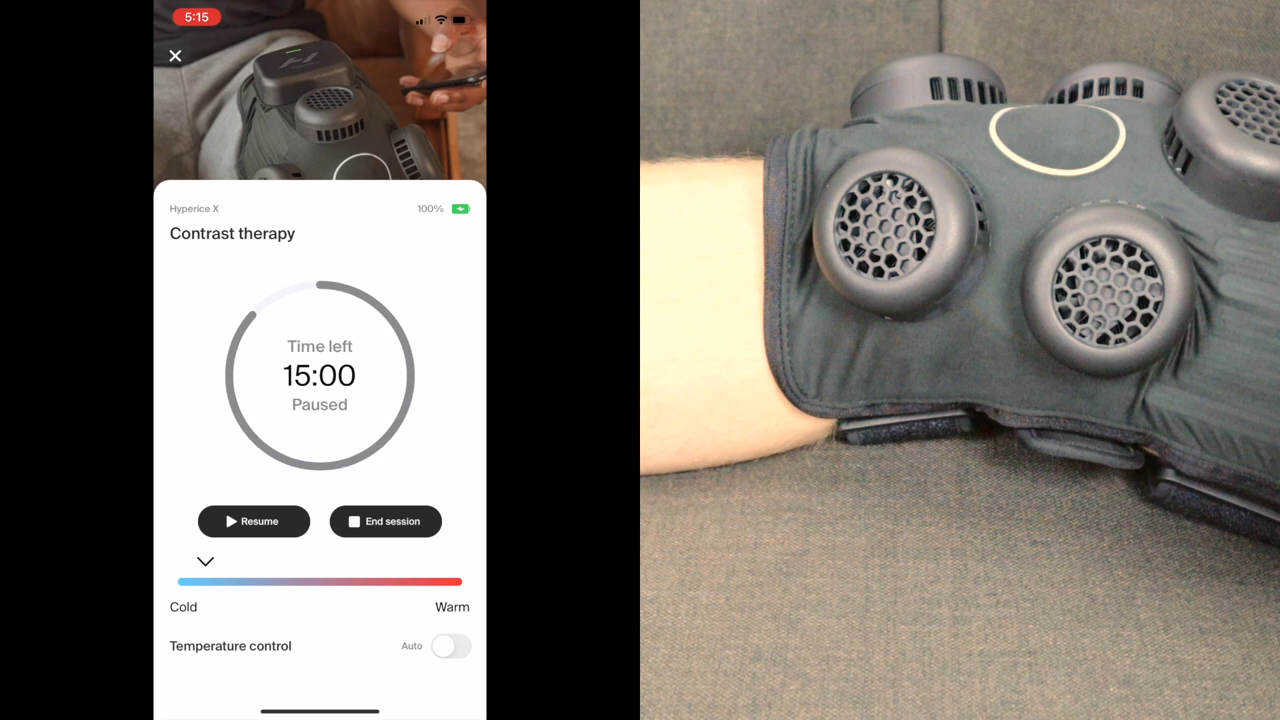 5:15
Hyperice X
100%
Contrast therapy
Time left
15:00
Paused
Resume
End session
Cold
Warm
Temperature control
Auto